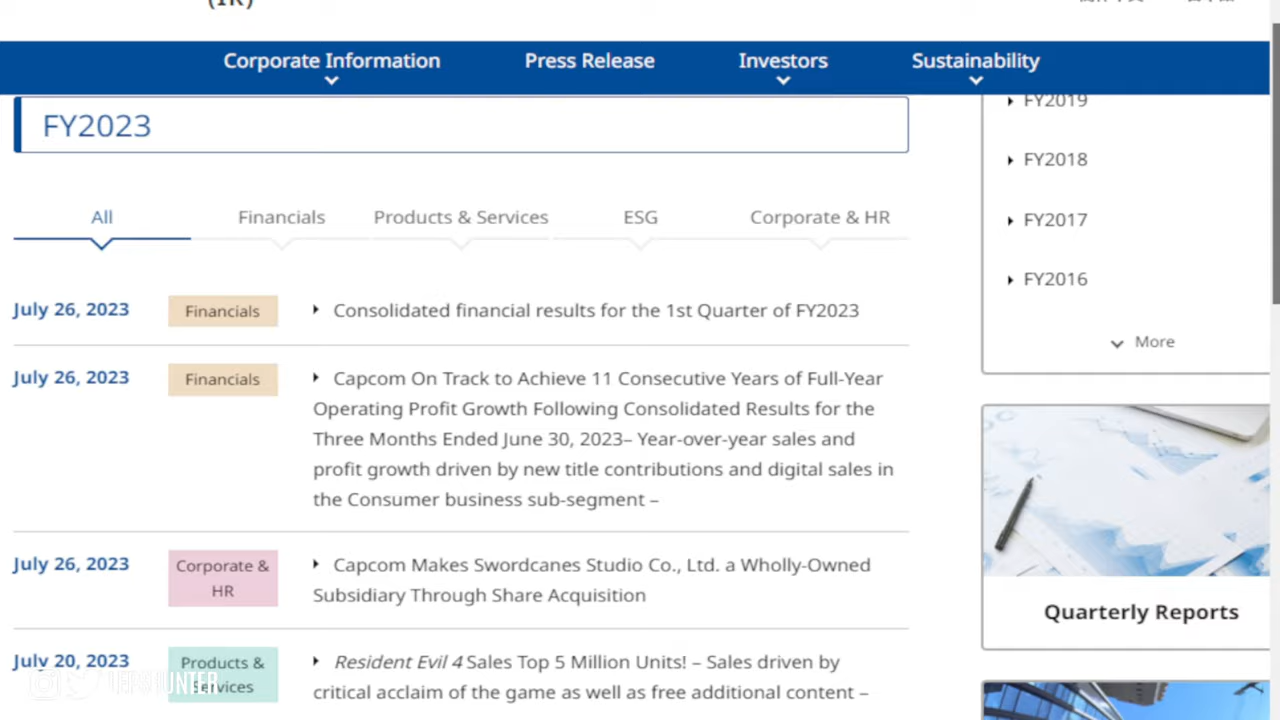 (IR)
Corporate Information
Press Release
Investors
Sustainability
FY2023
All
Financials
Products & Services
ESG
Corporate & HR
July 26, 2023
Financials
Consolidated financial results for the 1st Quarter of FY2023
July 26, 2023
Financials
Capcom On Track to Achieve 11 Consecutive Years of Full-Year
Operating Profit Growth Following Consolidated Results for the
Three Months Ended June 30, 2023– Year-over-year sales and
profit growth driven by new title contributions and digital sales in
the Consumer business sub-segment –
July 26, 2023
Corporate &
HR
Capcom Makes Swordcanes Studio Co., Ltd. a Wholly-Owned
Subsidiary Through Share Acquisition
July 20, 2023
Products &
Services
Resident Evil 4 Sales Top 5 Million Units! – Sales driven by
critical acclaim of the game as well as free additional content –
FY2019
FY2018
FY2017
FY2016
More
Quarterly Reports